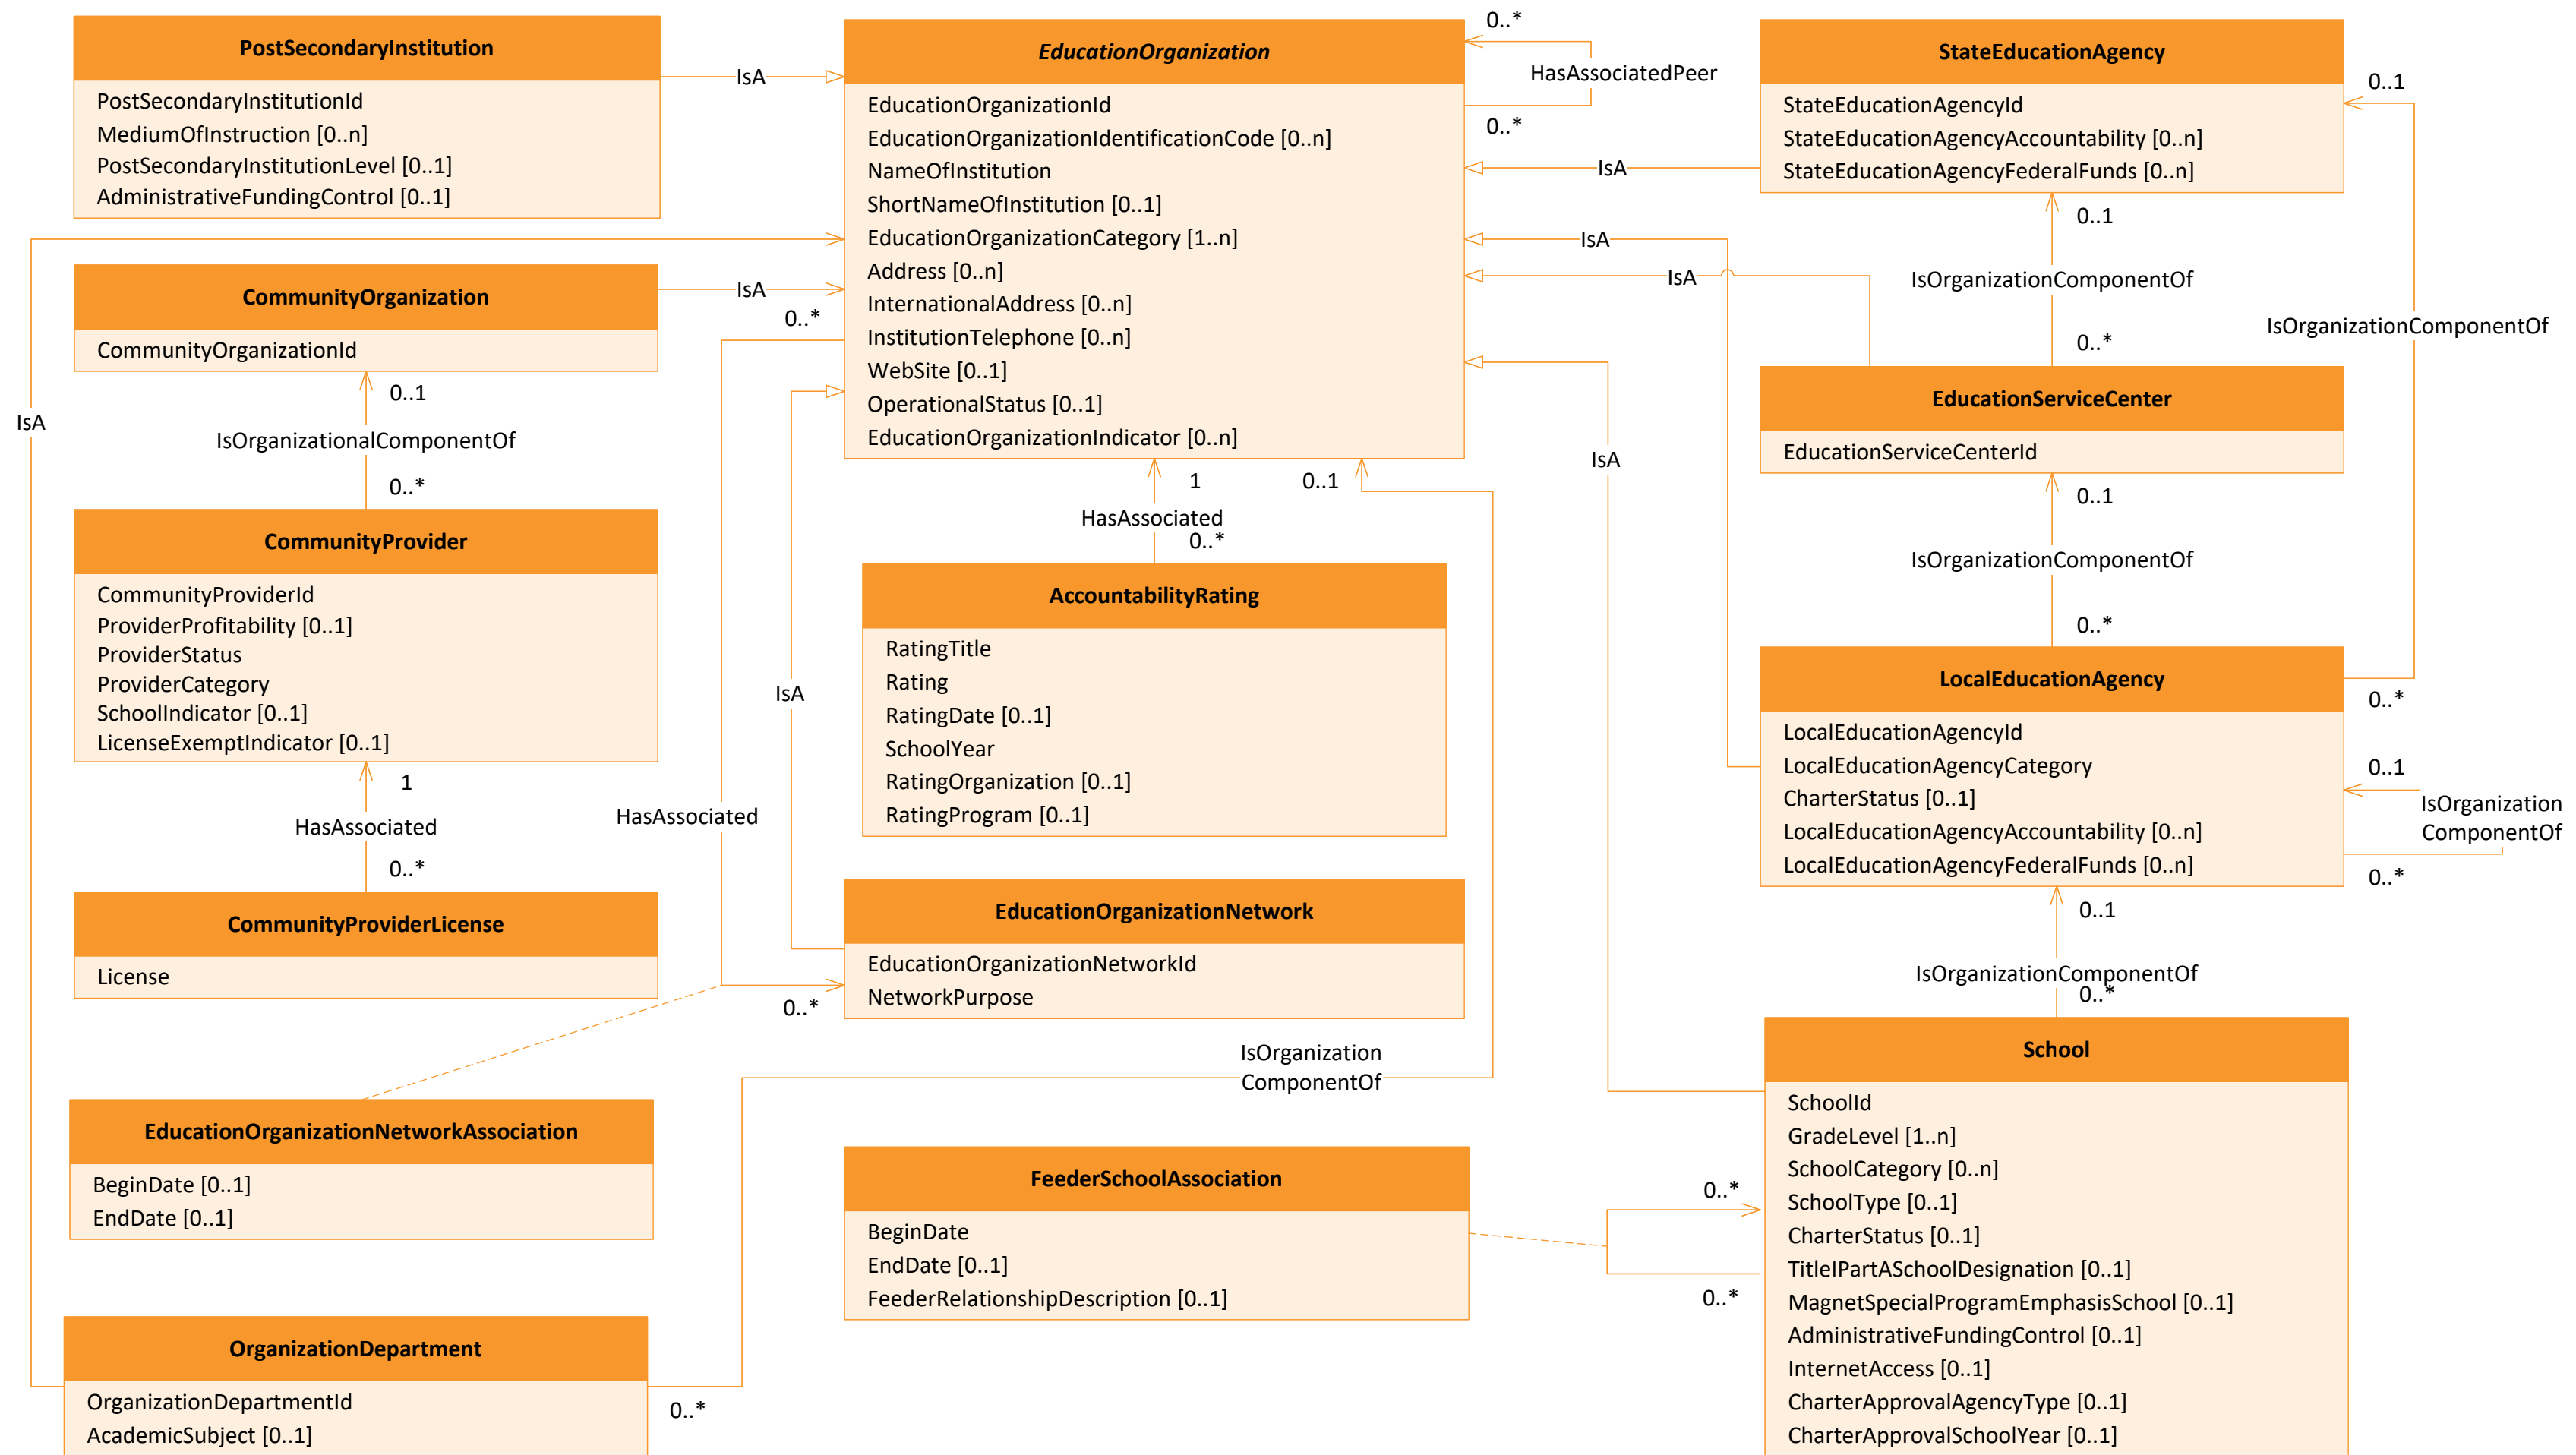 PostSecondaryInstitution
PostSecondaryInstitutionId
MediumOfInstruction [0..n]
PostSecondaryInstitutionLevel [0..1]
AdministrativeFundingControl [0..1]
IsA
EducationOrganization
EducationOrganizationId
EducationOrganizationIdentificationCode [0..n]
NameOfInstitution
ShortNameOfInstitution [0..1]
EducationOrganizationCategory [1..n]
Address [0..n]
InternationalAddress [0..n]
InstitutionTelephone [0..n]
WebSite [0..1]
OperationalStatus [0..1]
EducationOrganizationIndicator [0..n]
0..*
HasAssociatedPeer
0..*
IsA
IsA
IsA
IsA
StateEducationAgency
StateEducationAgencyId
StateEducationAgencyAccountability [0..n]
StateEducationAgencyFederalFunds [0..n]
0..1
0..1
IsOrganizationComponentOf
0..*
IsOrganizationComponentOf
CommunityOrganization
CommunityOrganizationId
IsA
0..*
0..1
IsOrganizationalComponentOf
0..*
IsA
CommunityProvider
CommunityProviderId
ProviderProfitability [0..1]
ProviderStatus
ProviderCategory
SchoolIndicator [0..1]
LicenseExemptIndicator [0..1]
1
HasAssociated
0..*
CommunityProviderLicense
License
1
0..1
HasAssociated
0..*
AccountabilityRating
RatingTitle
Rating
RatingDate [0..1]
SchoolYear
RatingOrganization [0..1]
RatingProgram [0..1]
IsA
HasAssociated
EducationServiceCenter
EducationServiceCenterId
0..1
IsOrganizationComponentOf
0..*
LocalEducationAgency
LocalEducationAgencyId
LocalEducationAgencyCategory
CharterStatus [0..1]
LocalEducationAgencyAccountability [0..n]
LocalEducationAgencyFederalFunds [0..n]
0..*
0..1
IsOrganization
ComponentOf
0..*
0..1
IsOrganizationComponentOf
0..*
EducationOrganizationNetwork
EducationOrganizationNetworkId
NetworkPurpose
0..*
IsOrganization
ComponentOf
EducationOrganizationNetworkAssociation
BeginDate [0..1]
EndDate [0..1]
FeederSchoolAssociation
BeginDate
EndDate [0..1]
FeederRelationshipDescription [0..1]
0..*
0..*
School
SchoolId
GradeLevel [1..n]
SchoolCategory [0..n]
SchoolType [0..1]
CharterStatus [0..1]
TitleIPartASchoolDesignation [0..1]
MagnetSpecialProgramEmphasisSchool [0..1]
AdministrativeFundingControl [0..1]
InternetAccess [0..1]
CharterApprovalAgencyType [0..1]
CharterApprovalSchoolYear [0..1]
OrganizationDepartment
OrganizationDepartmentId
AcademicSubject [0..1]
0..*